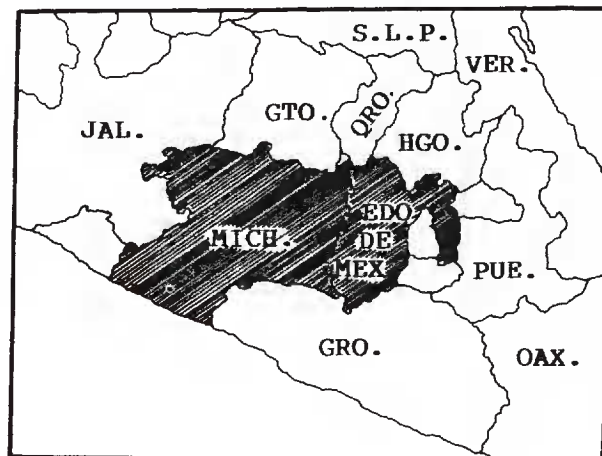 S.L.P.
VER.
QRO.
GTO.
JAL.
HGO.
EDO
DE
MEX
MICH.
PUE.
GRO.
OAX.